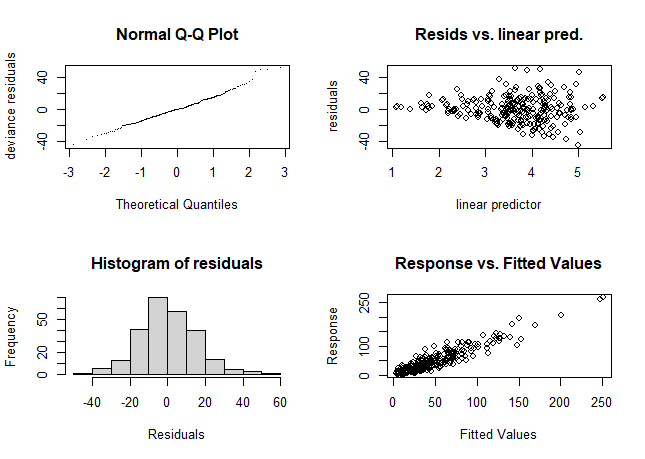 Normal Q-Q Plot
deviance residuals
-40 0 40
-3 -2 -1 0 1 2 3
Theoretical Quantiles
Resids vs. linear pred.
residuals
-40 0 40
1 2 3 4 5
linear predictor
Histogram of residuals
Frequency
0 20 50
-40 -20 0 20 40 60
Residuals
Response vs. Fitted Values
Response
0 100 250
0 50 100 150 200 250
Fitted Values